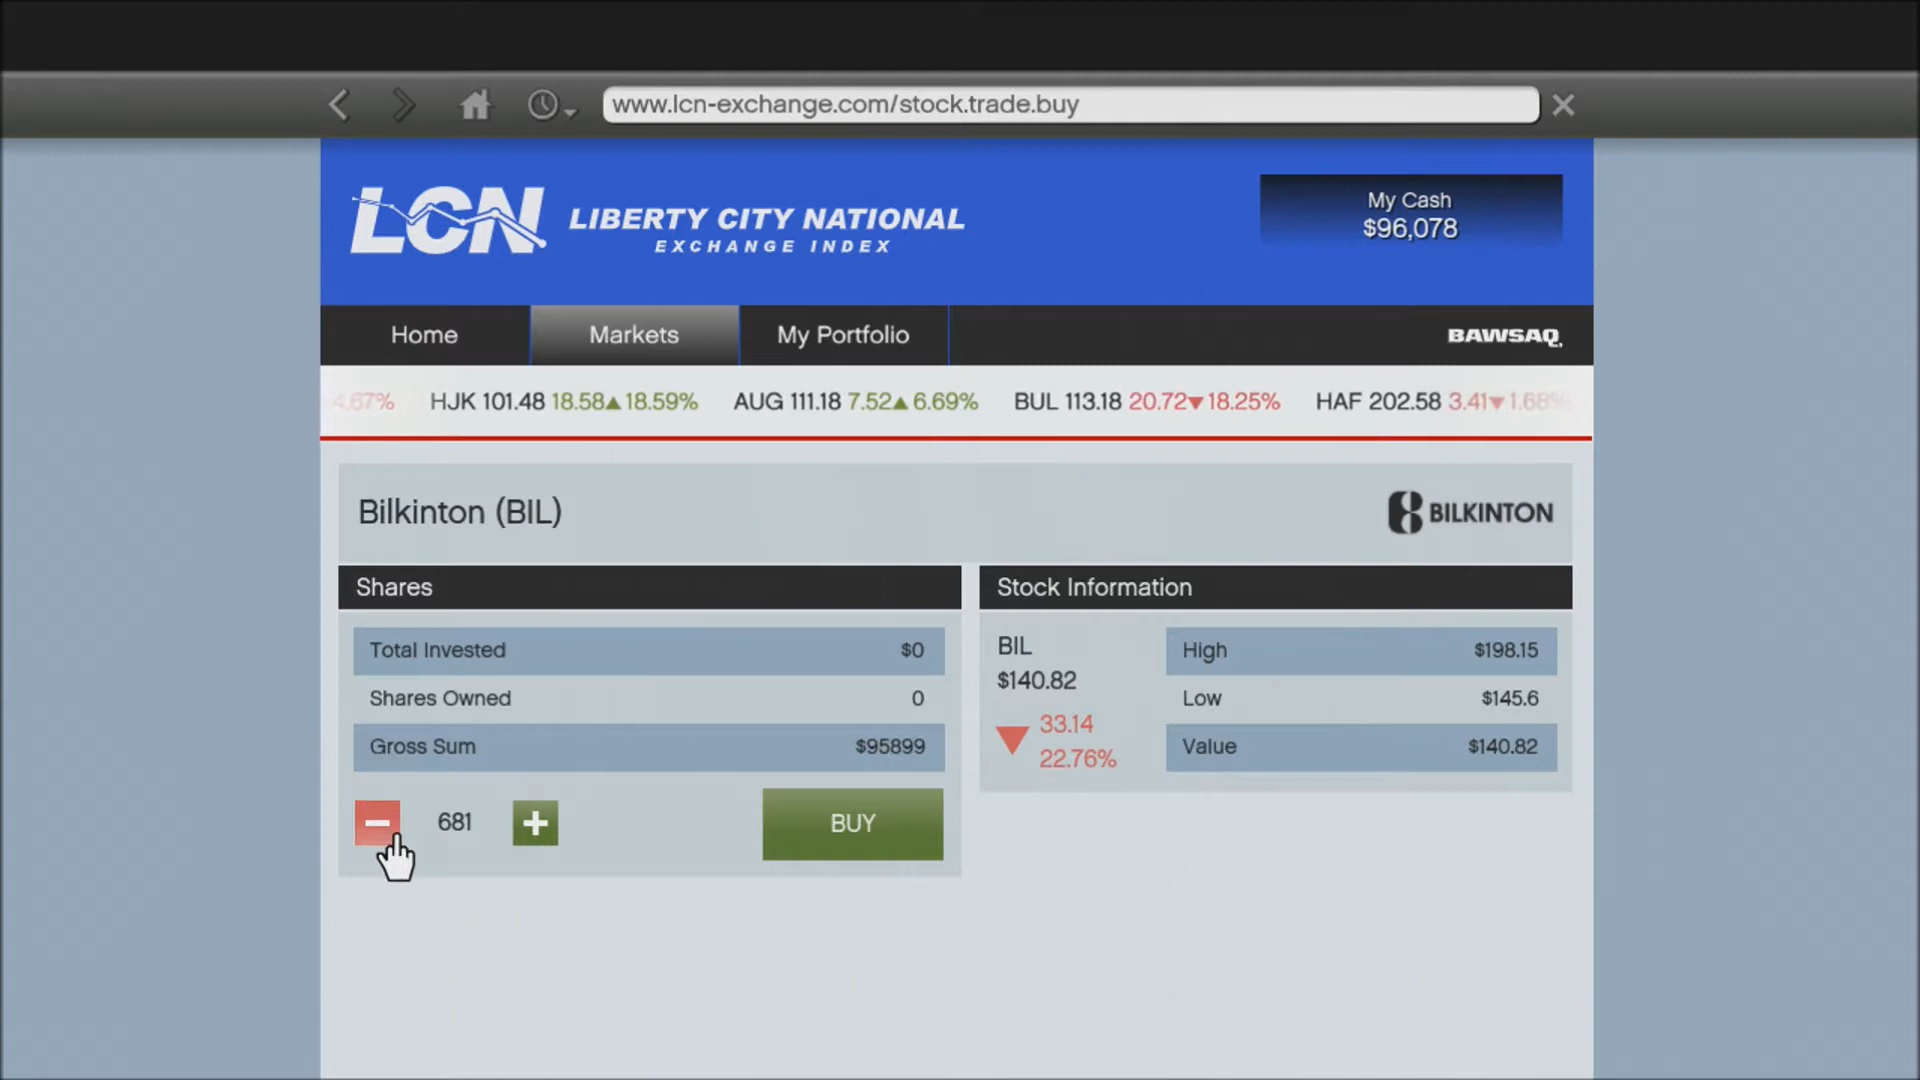 www.lcn-exchange.com/stock.trade.buy
LCN LIBERTY CITY NATIONAL
EXCHANGE INDEX
My Cash
$96,078
Home Markets My Portfolio BAWSAQ
4.67% HJK 101.48 18.58▲18.59% AUG 111.18 7.52▲6.69% BUL 113.18 20.72▼18.25% HAF 202.58 3.41▼1.68%
Bilkinton (BIL) BILKINTON
Shares
Total Invested $0
Shares Owned 0
Gross Sum $95899
− 681 + BUY
Stock Information
BIL
$140.82
▼ 33.14
22.76%
High $198.15
Low $145.6
Value $140.82